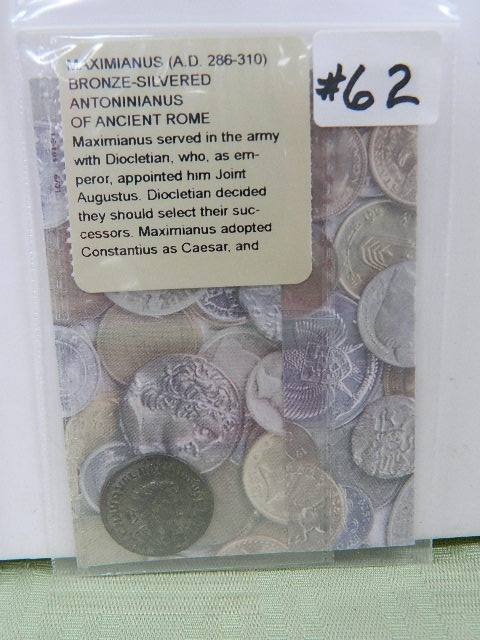 MAXIMIANUS (A.D. 286-310)
BRONZE-SILVERED
ANTONINIANUS
OF ANCIENT ROME
Maximianus served in the army
with Diocletian, who, as em-
peror, appointed him Joint
Augustus. Diocletian decided
they should select their suc-
cessors. Maximianus adopted
Constantius as Caesar, and
#62